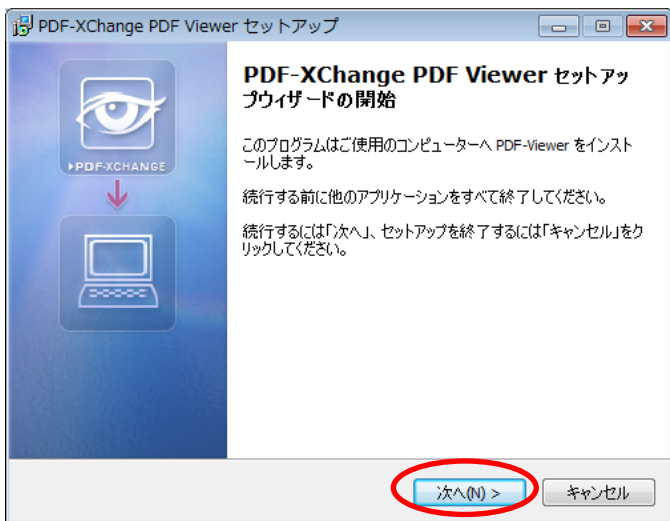 PDF-XChange PDF Viewer セットアップ
PDF-XChange PDF Viewer セットアッ
プウィザードの開始
このプログラムはご使用のコンピューターへ PDF-Viewer をインスト
ールします。
続行する前に他のアプリケーションをすべて終了してください。
続行するには「次へ」、セットアップを終了するには「キャンセル」をク
リックしてください。
PDF-XCHANGE
次へ(N) >
キャンセル